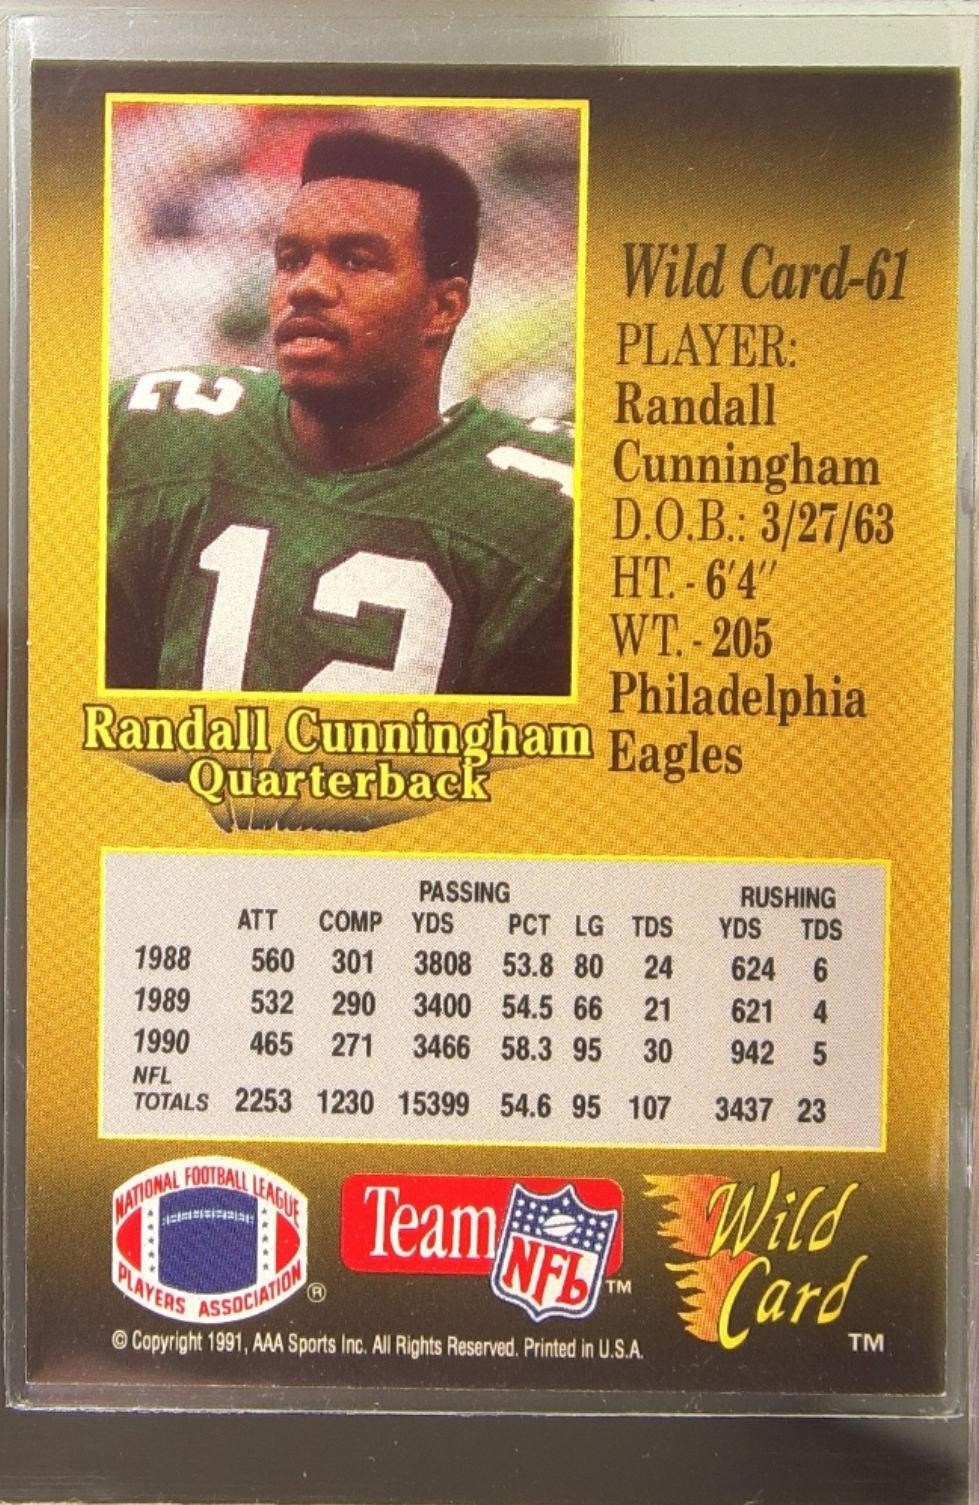 Wild Card-61
PLAYER:
Randall
Cunningham
D.O.B.: 3/27/63
HT. - 6'4"
WT. - 205
Philadelphia
Eagles
12
1
12
Randall Cunningham
Quarterback
PASSING RUSHING
ATT COMP YDS PCT LG TDS YDS TDS
1988 560 301 3808 53.8 80 24 624 6
1989 532 290 3400 54.5 66 21 621 4
1990 465 271 3466 58.3 95 30 942 5
NFL
TOTALS 2253 1230 15399 54.6 95 107 3437 23
NATIONAL FOOTBALL LEAGUE
PLAYERS ASSOCIATION ®
Team NFL ™
Wild
Card ™
© Copyright 1991, AAA Sports Inc. All Rights Reserved. Printed in U.S.A.